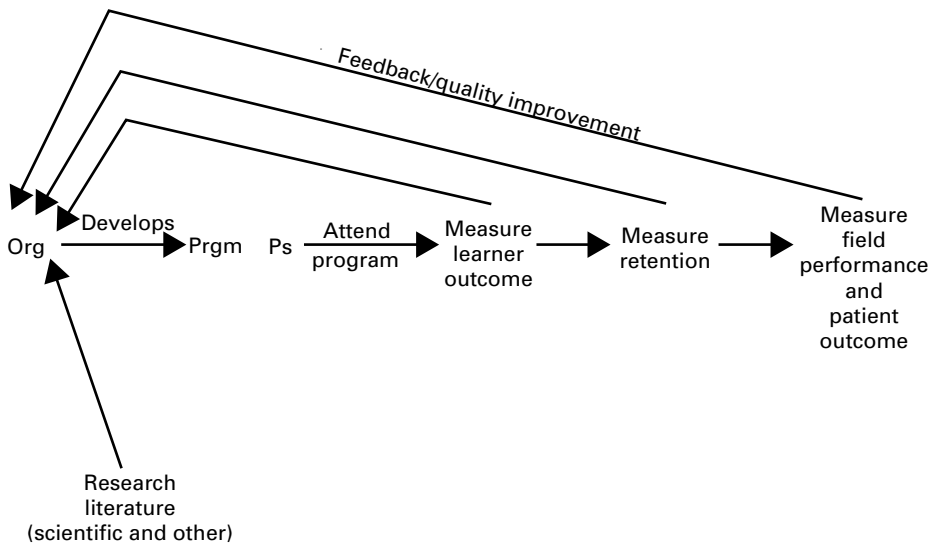 Feedback/quality improvement
Develops
Org
Prgm
Ps
Attend
program
Measure
learner
outcome
Measure
retention
Measure
field
performance
and
patient
outcome
Research
literature
(scientific and other)